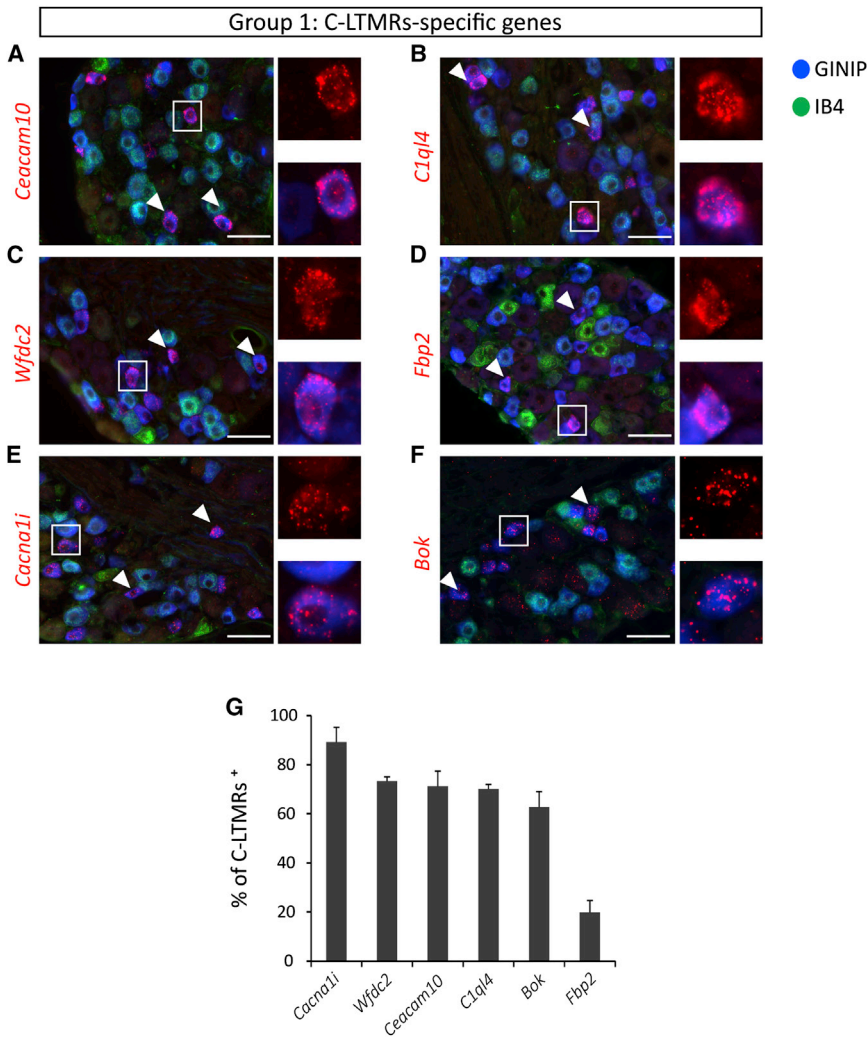 Group 1: C-LTMRs-specific genes
A
Ceacam10
B
C1ql4
GINIP
IB4
C
Wfdc2
D
Fbp2
E
Cacna1i
F
Bok
G
% of C-LTMRs +
100
80
60
40
20
0
Cacna1i
Wfdc2
Ceacam10
C1ql4
Bok
Fbp2